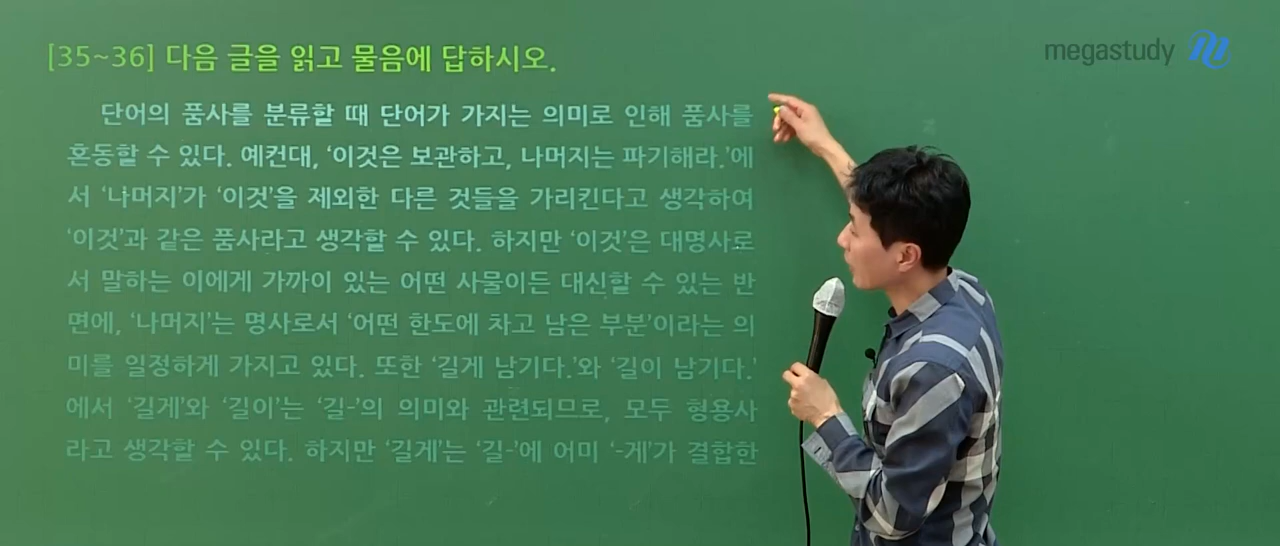 [35~36] 다음 글을 읽고 물음에 답하시오.
megastudy
단어의 품사를 분류할 때 단어가 가지는 의미로 인해 품사를
혼동할 수 있다. 예컨대, ‘이것은 보관하고, 나머지는 파기해라.’에
서 ‘나머지’가 ‘이것’을 제외한 다른 것들을 가리킨다고 생각하여
‘이것’과 같은 품사라고 생각할 수 있다. 하지만 ‘이것’은 대명사로
서 말하는 이에게 가까이 있는 어떤 사물이든 대신할 수 있는 반
면에, ‘나머지’는 명사로서 ‘어떤 한도에 차고 남은 부분’이라는 의
미를 일정하게 가지고 있다. 또한 ‘길게 남기다.’와 ‘길이 남기다.’
에서 ‘길게’와 ‘길이’는 ‘길-’의 의미와 관련되므로, 모두 형용사
라고 생각할 수 있다. 하지만 ‘길게’는 ‘길-’에 어미 ‘-게’가 결합한